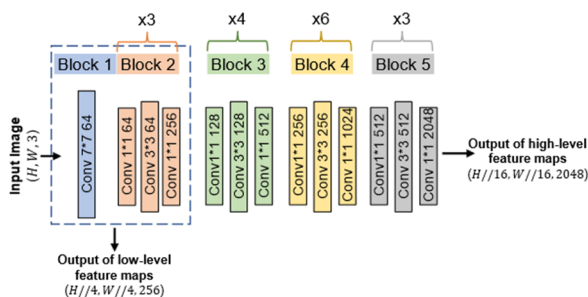 x3
x4
x6
x3
Block 1
Block 2
Block 3
Block 4
Block 5
Input Image
(H, W, 3)
Conv 7*7 64
Conv 1*1 64
Conv 3*3 64
Conv 1*1 256
Conv1*1 128
Conv 3*3 128
Conv 1*1 512
Conv1*1 256
Conv 3*3 256
Conv 1*1 1024
Conv1*1 512
Conv 3*3 512
Conv 1*1 2048
Output of high-level
feature maps
(H//16, W//16, 2048)
Output of low-level
feature maps
(H//4, W//4, 256)